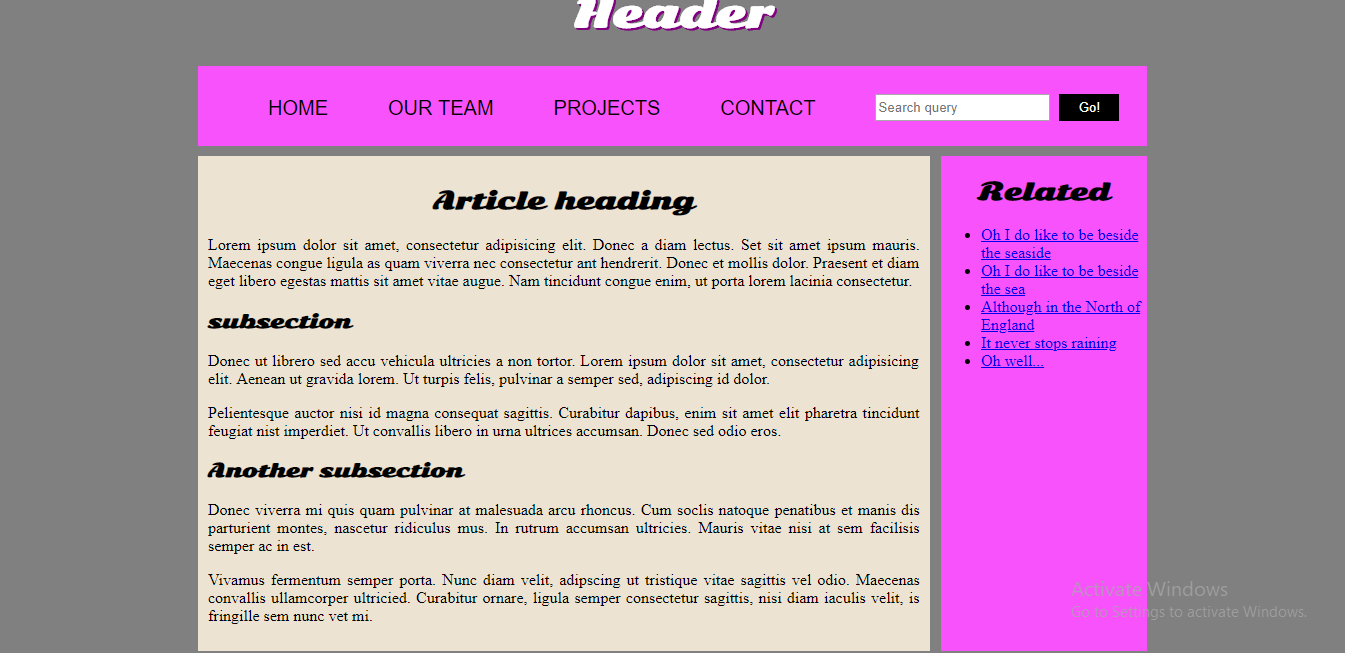 Header
HOME OUR TEAM PROJECTS CONTACT Search query Go!
Article heading
Lorem ipsum dolor sit amet, consectetur adipisicing elit. Donec a diam lectus. Set sit amet ipsum mauris.
Maecenas congue ligula as quam viverra nec consectetur ant hendrerit. Donec et mollis dolor. Praesent et diam
eget libero egestas mattis sit amet vitae augue. Nam tincidunt congue enim, ut porta lorem lacinia consectetur.
subsection
Donec ut librero sed accu vehicula ultricies a non tortor. Lorem ipsum dolor sit amet, consectetur adipisicing
elit. Aenean ut gravida lorem. Ut turpis felis, pulvinar a semper sed, adipiscing id dolor.
Pelientesque auctor nisi id magna consequat sagittis. Curabitur dapibus, enim sit amet elit pharetra tincidunt
feugiat nist imperdiet. Ut convallis libero in urna ultrices accumsan. Donec sed odio eros.
Another subsection
Donec viverra mi quis quam pulvinar at malesuada arcu rhoncus. Cum soclis natoque penatibus et manis dis
parturient montes, nascetur ridiculus mus. In rutrum accumsan ultricies. Mauris vitae nisi at sem facilisis
semper ac in est.
Vivamus fermentum semper porta. Nunc diam velit, adipscing ut tristique vitae sagittis vel odio. Maecenas
convallis ullamcorper ultricied. Curabitur ornare, ligula semper consectetur sagittis, nisi diam iaculis velit, is
fringille sem nunc vet mi.
Related
Oh I do like to be beside
the seaside
Oh I do like to be beside
the sea
Although in the North of
England
It never stops raining
Oh well...
Activate Windows
Go to Settings to activate Windows.